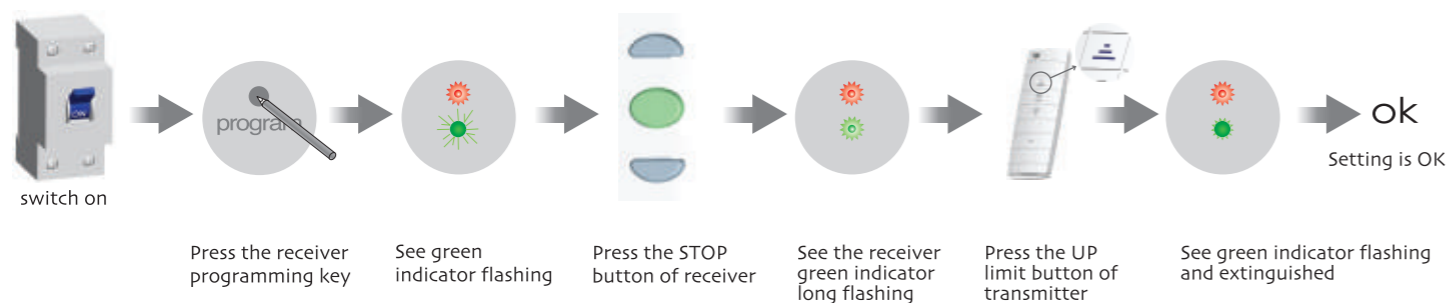 ON
program
ok
Setting is OK
switch on
Press the receiver
programming key
See green
indicator flashing
Press the STOP
button of receiver
See the receiver
green indicator
long flashing
Press the UP
limit button of
transmitter
See green indicator flashing
and extinguished